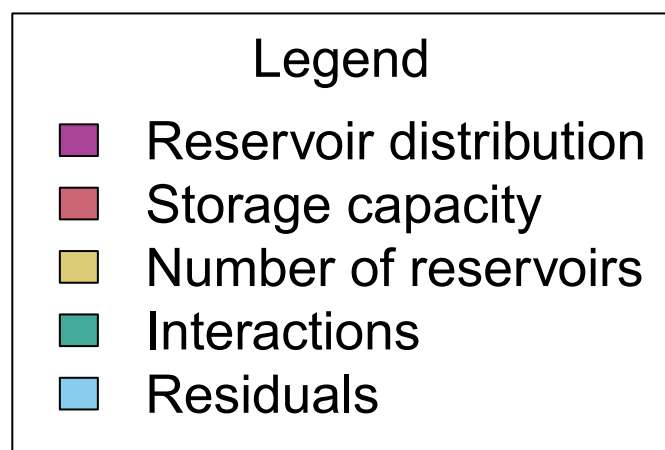 Legend
Reservoir distribution
Storage capacity
Number of reservoirs
Interactions
Residuals